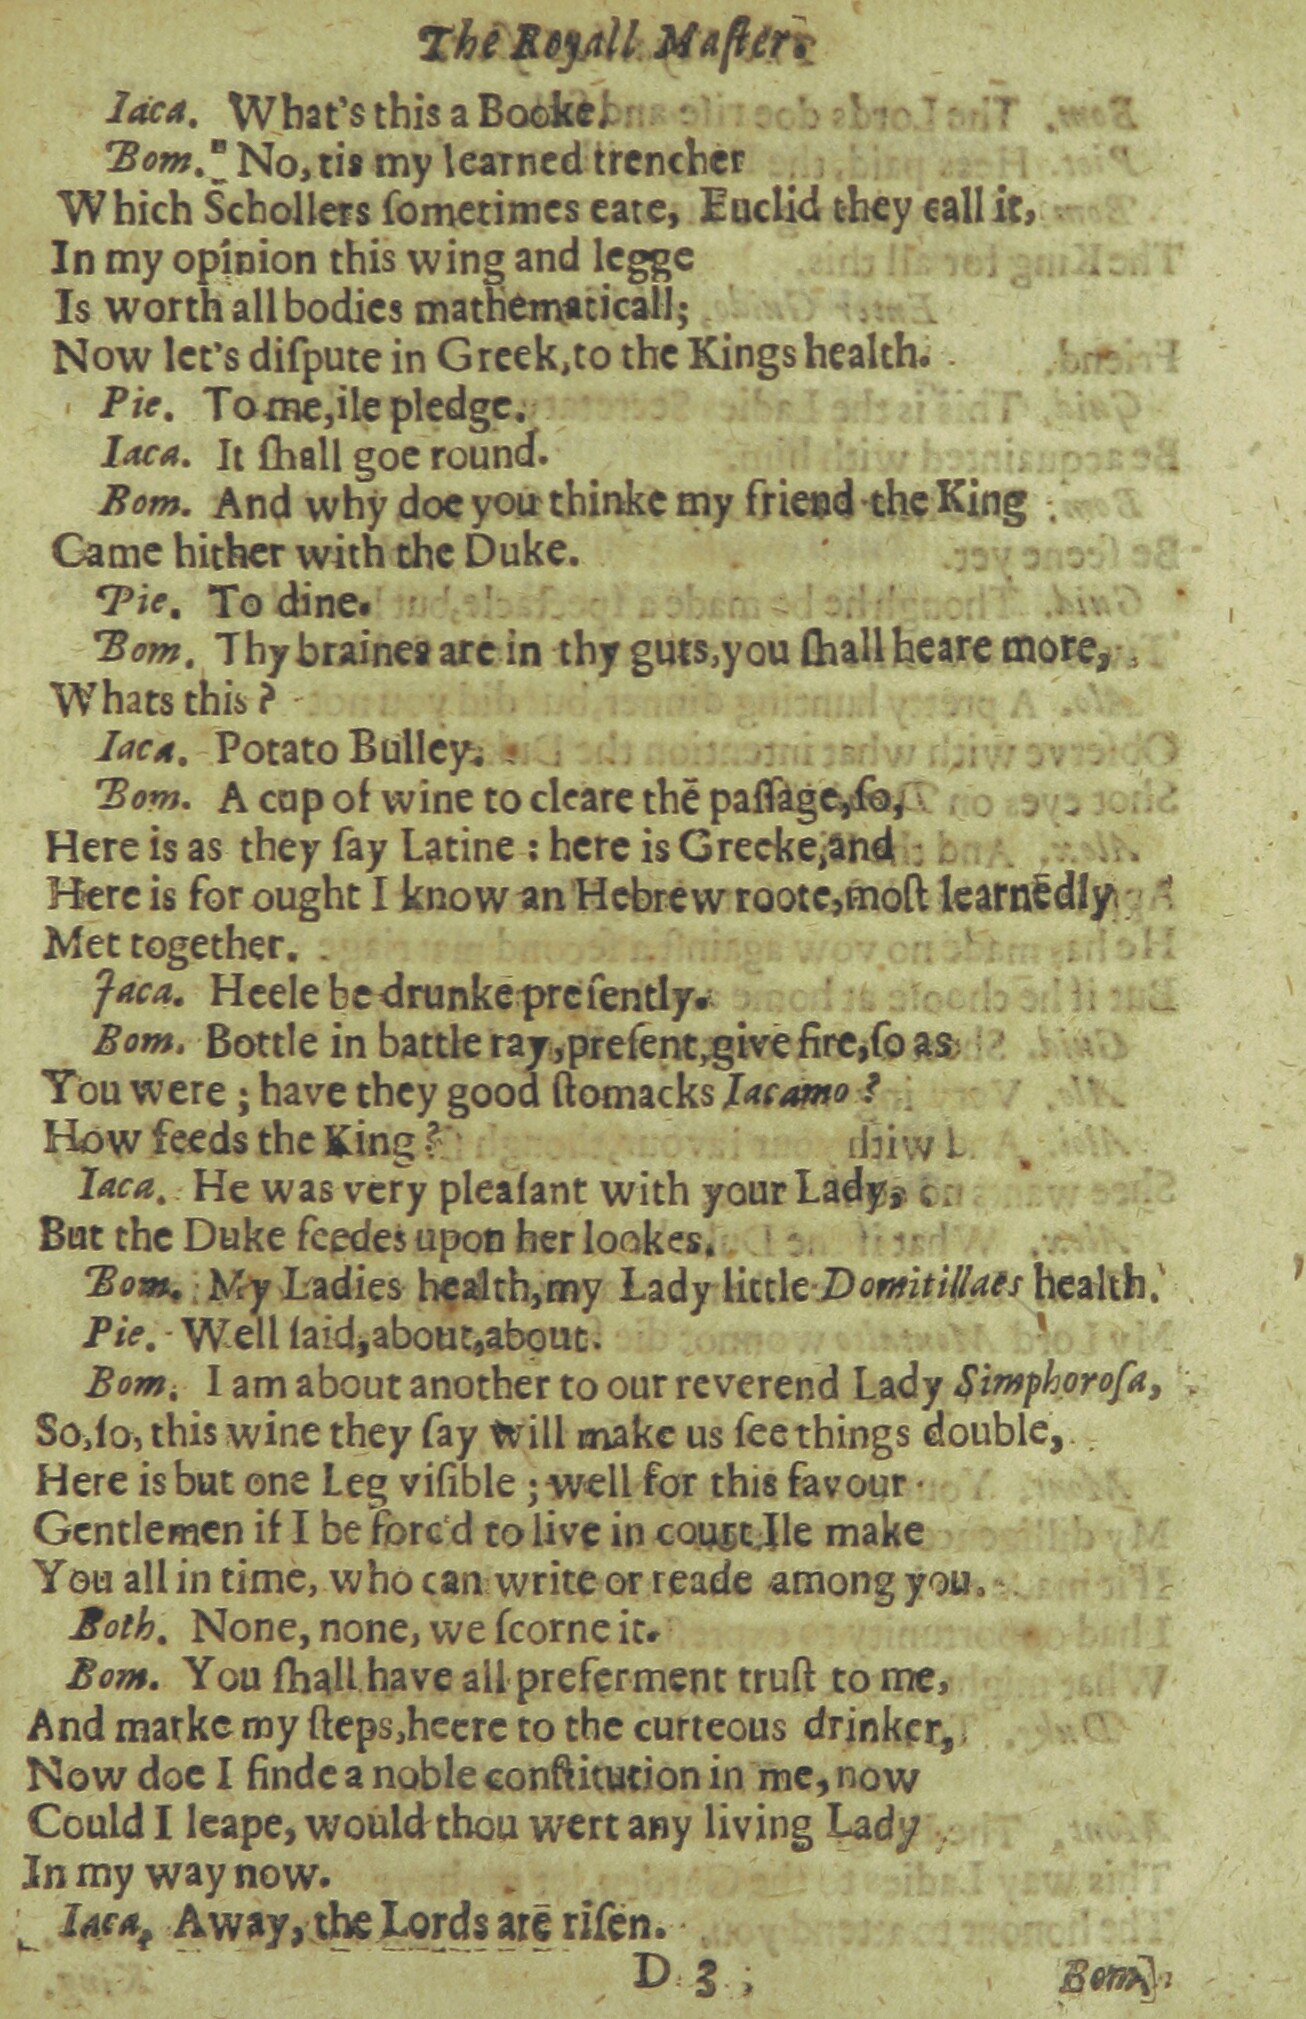 The Royall Maſter.
Iaca. What's this a Booke.
Bom. No, tis my learned trencher
Which Schollers ſometimes eate, Euclid they call it,
In my opinion this wing and legge
Is worth all bodies mathematicall;
Now let's diſpute in Greek, to the Kings health.
Pie. To me, ile pledge.
Iaca. It ſhall goe round.
Bom. And why doe you thinke my friend the King
Came hither with the Duke.
Pie. To dine.
Bom. Thy braines are in thy guts, you ſhall heare more,
Whats this?
Iaca. Potato Bulley.
Bom. A cup of wine to cleare the paſſage, ſo,
Here is as they ſay Latine : here is Greeke, and
Here is for ought I know an Hebrew roote, moſt learnedly
Met together.
Jaca. Heele be drunke preſently.
Bom. Bottle in battle ray, preſent, give fire, ſo as
You were ; have they good ſtomacks Iacamo?
How feeds the King?
Iaca. He was very pleaſant with your Lady,
But the Duke feedes upon her lookes.
Bom. My Ladies health, my Lady little Domitillaes health.
Pie. Well ſaid, about, about.
Bom. I am about another to our reverend Lady Simphoroſa,
So, ſo, this wine they ſay will make us ſee things double,
Here is but one Leg viſible ; well for this favour
Gentlemen if I be forc'd to live in court Ile make
You all in time, who can write or reade among you.
Both. None, none, we ſcorne it.
Bom. You ſhall have all preferment truſt to me,
And marke my ſteps, heere to the curteous drinker,
Now doe I finde a noble conſtitution in me, now
Could I leape, would thou wert any living Lady
In my way now.
Iaca, Away, the Lords are riſen.
D 3
Bom.